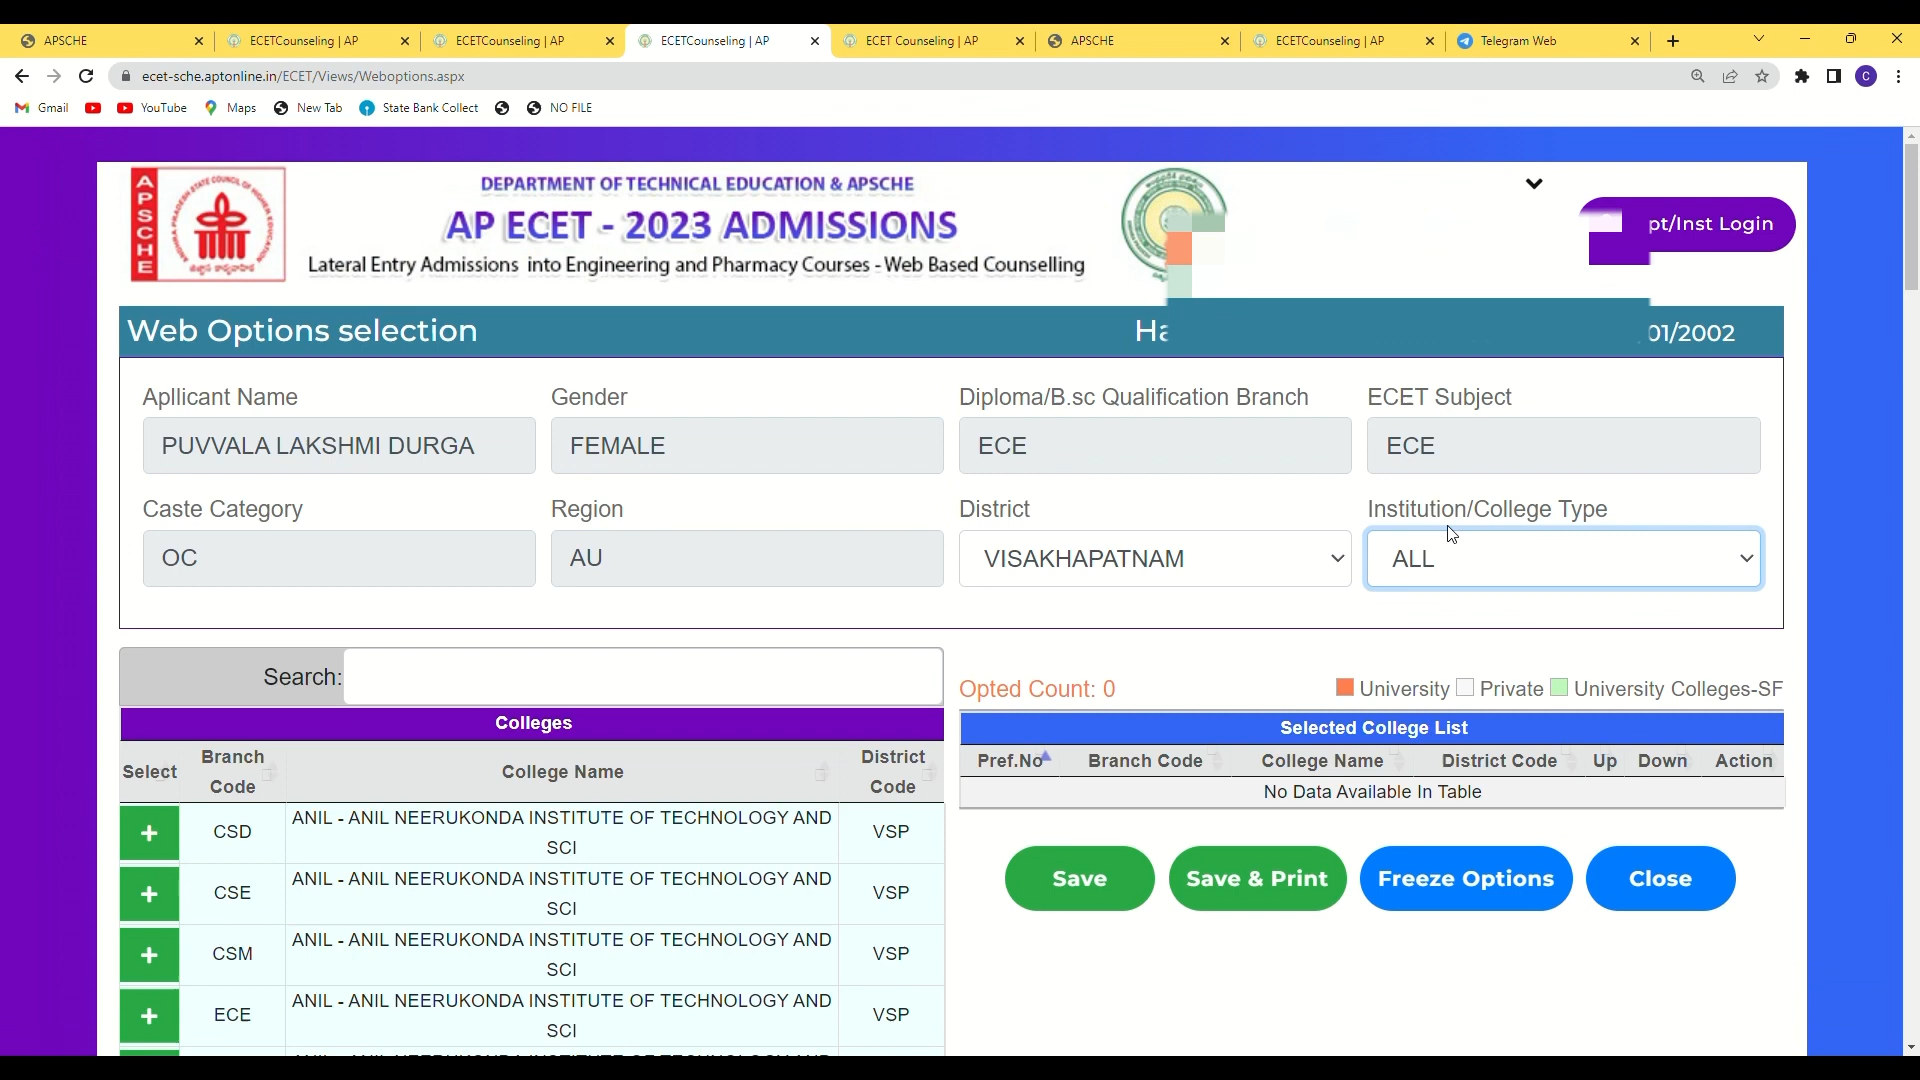 APSCHE
ECETCounseling | AP
ECETCounseling | AP
ECETCounseling | AP
ECET Counseling | AP
APSCHE
ECETCounseling | AP
Telegram Web
ecet-sche.aptonline.in/ECET/Views/Weboptions.aspx
C
Gmail
YouTube
Maps
New Tab
State Bank Collect
NO FILE
APSCHE
DEPARTMENT OF TECHNICAL EDUCATION & APSCHE
AP ECET - 2023 ADMISSIONS
Lateral Entry Admissions into Engineering and Pharmacy Courses - Web Based Counselling
pt/Inst Login
Web Options selection
Ha
01/2002
Apllicant Name
Gender
Diploma/B.sc Qualification Branch
ECET Subject
PUVVALA LAKSHMI DURGA
FEMALE
ECE
ECE
Caste Category
Region
District
Institution/College Type
OC
AU
VISAKHAPATNAM
ALL
Search:
Opted Count: 0
University
Private
University Colleges-SF
Colleges
Select
Branch Code
College Name
District Code
CSD
ANIL - ANIL NEERUKONDA INSTITUTE OF TECHNOLOGY AND SCI
VSP
CSE
ANIL - ANIL NEERUKONDA INSTITUTE OF TECHNOLOGY AND SCI
VSP
CSM
ANIL - ANIL NEERUKONDA INSTITUTE OF TECHNOLOGY AND SCI
VSP
ECE
ANIL - ANIL NEERUKONDA INSTITUTE OF TECHNOLOGY AND SCI
VSP
Selected College List
Pref.No
Branch Code
College Name
District Code
Up
Down
Action
No Data Available In Table
Save
Save & Print
Freeze Options
Close